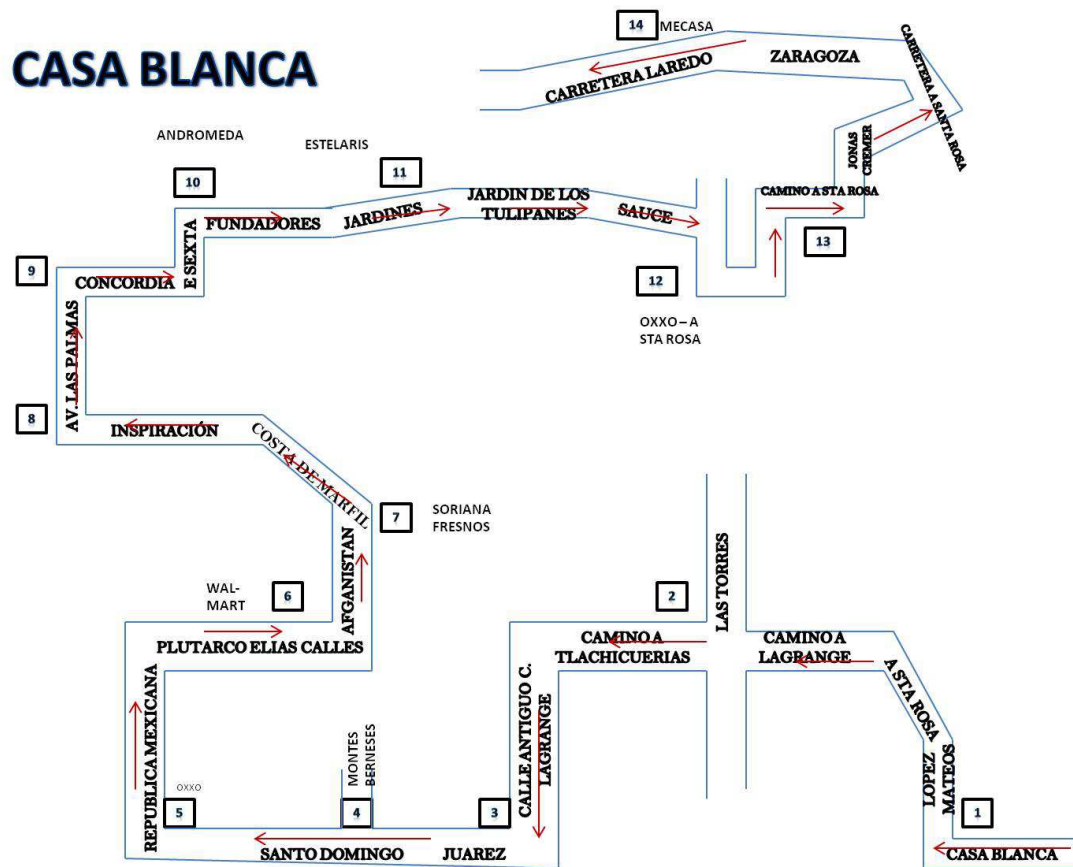 CASA BLANCA
14
MECASA
CARRETERA LAREDO
ZARAGOZA
CARRETERA A SANTA ROSA
JONAS
CREMER
ANDROMEDA
ESTELARIS
10
11
FUNDADORES
JARDINES
JARDIN DE LOS
TULIPANES
SAUCE
CAMINO A STA ROSA
13
12
OXXO – A
STA ROSA
9
CONCORDIA
E SEXTA
AV. LAS PALMAS
8
INSPIRACIÓN
COSTA DE MARFIL
7
SORIANA
FRESNOS
AFGANISTAN
WAL-
MART
6
PLUTARCO ELIAS CALLES
REPUBLICA MEXICANA
OXXO
5
MONTES
BERNESES
4
3
SANTO DOMINGO
JUAREZ
CALLE ANTIGUO C.
LAGRANGE
2
LAS TORRES
CAMINO A
TLACHICUERIAS
CAMINO A
LAGRANGE
A STA ROSA
LOPEZ
MATEOS
1
CASA BLANCA